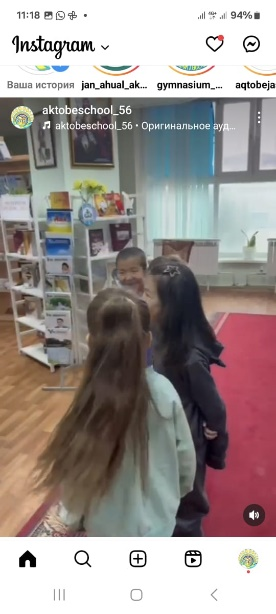 11:18
94%
Instagram
Ваша история jan_ahual_ak... gymnasium_... aqtobeja
aktobeschool_56
aktobeschool_56 • Оригинальное ауд...